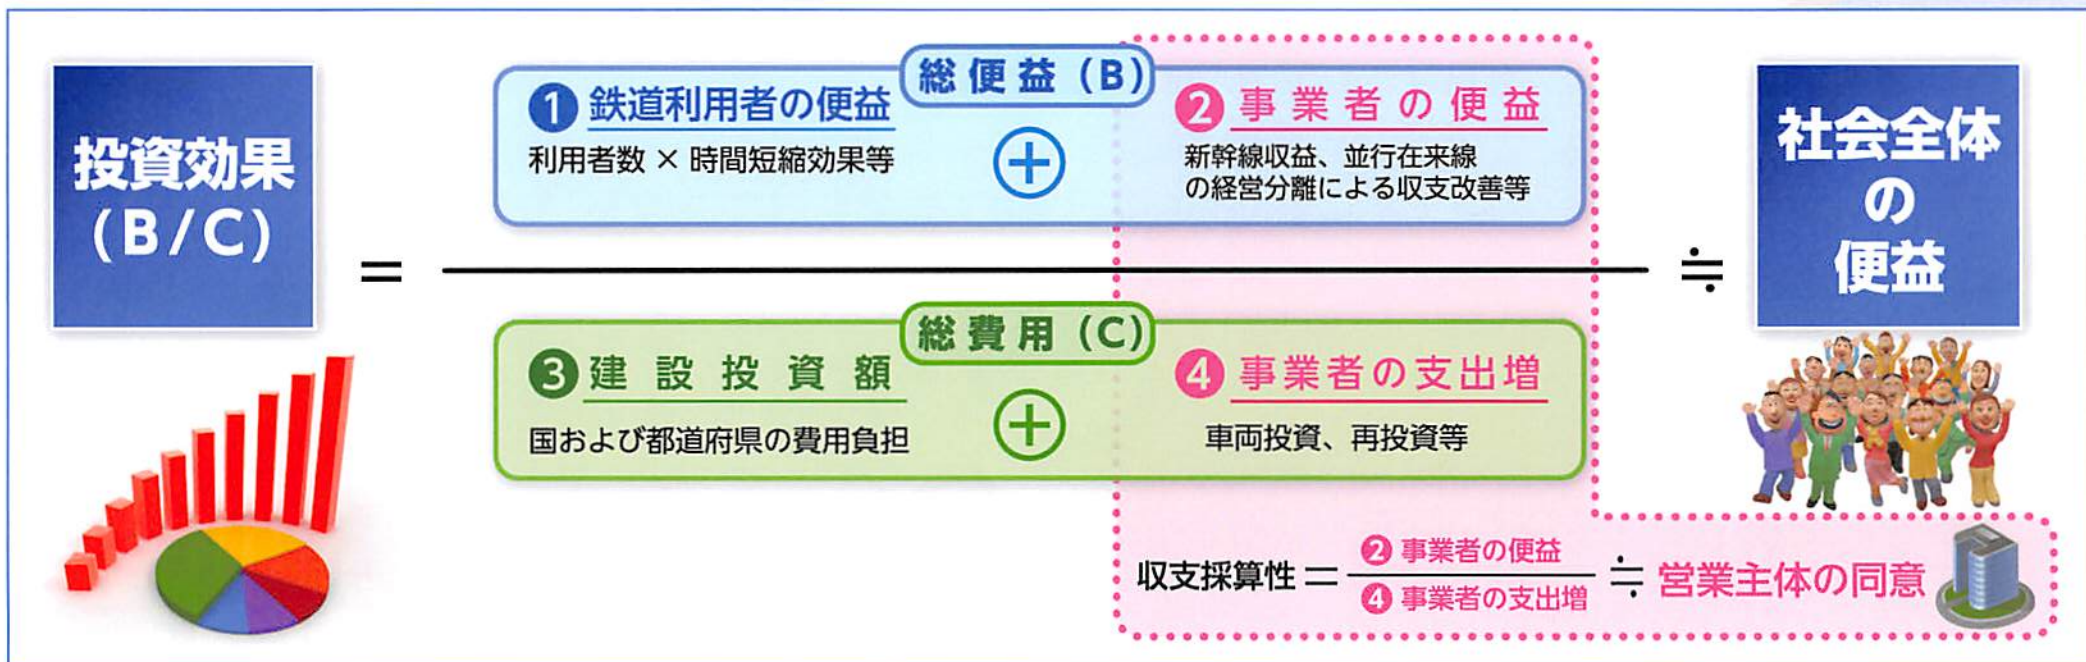 投資効果
(B/C)
＝
総便益 (B)
❶ 鉄道利用者の便益
利用者数 × 時間短縮効果等
＋
❷ 事業者の便益
新幹線収益、並行在来線
の経営分離による収支改善等
総費用 (C)
❸ 建設投資額
国および都道府県の費用負担
＋
❹ 事業者の支出増
車両投資、再投資等
≒
社会全体
の
便益
収支採算性＝
❷ 事業者の便益
❹ 事業者の支出増
≒ 営業主体の同意